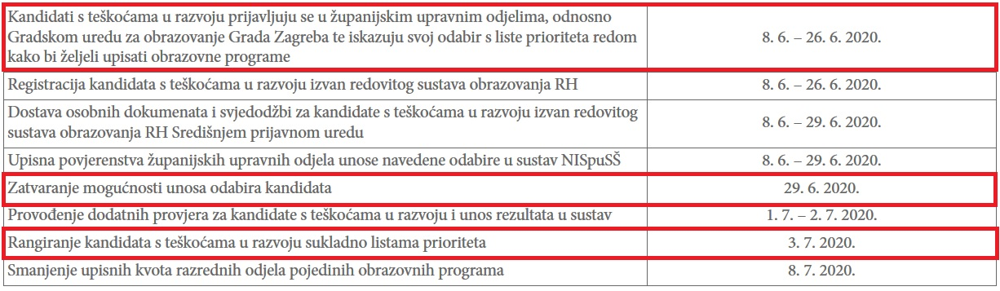 Kandidati s teškoćama u razvoju prijavljuju se u županijskim upravnim odjelima, odnosno
Gradskom uredu za obrazovanje Grada Zagreba te iskazuju svoj odabir s liste prioriteta redom
kako bi željeli upisati obrazovne programe
8. 6. – 26. 6. 2020.
Registracija kandidata s teškoćama u razvoju izvan redovitog sustava obrazovanja RH
8. 6. – 26. 6. 2020.
Dostava osobnih dokumenata i svjedodžbi za kandidate s teškoćama u razvoju izvan redovitog
sustava obrazovanja RH Središnjem prijavnom uredu
8. 6. – 29. 6. 2020.
Upisna povjerenstva županijskih upravnih odjela unose navedene odabire u sustav NISpuSŠ
8. 6. – 29. 6. 2020.
Zatvaranje mogućnosti unosa odabira kandidata
29. 6. 2020.
Provođenje dodatnih provjera za kandidate s teškoćama u razvoju i unos rezultata u sustav
1. 7. – 2. 7. 2020.
Rangiranje kandidata s teškoćama u razvoju sukladno listama prioriteta
3. 7. 2020.
Smanjenje upisnih kvota razrednih odjela pojedinih obrazovnih programa
8. 7. 2020.